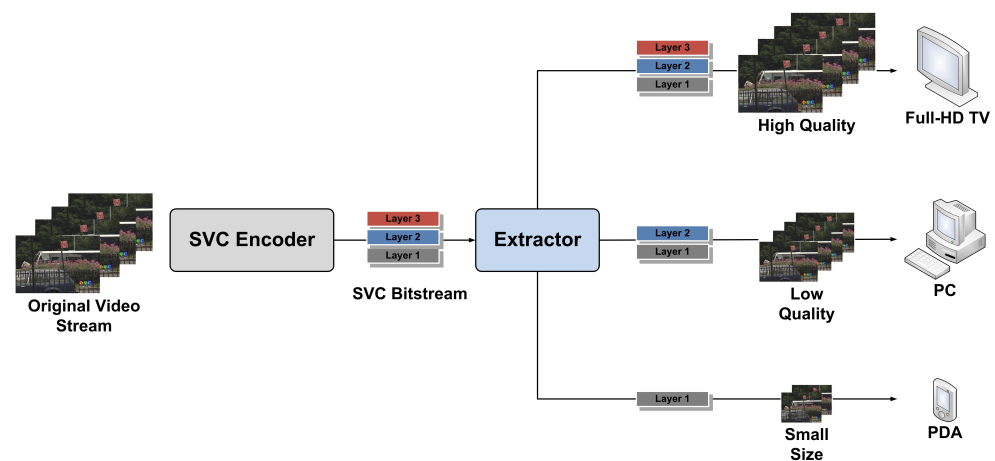 Layer 3
Layer 2
Layer 1
High Quality
Full-HD TV
Original Video
Stream
SVC Encoder
Layer 3
Layer 2
Layer 1
SVC Bitstream
Extractor
Layer 2
Layer 1
Low
Quality
PC
Layer 1
Small
Size
PDA